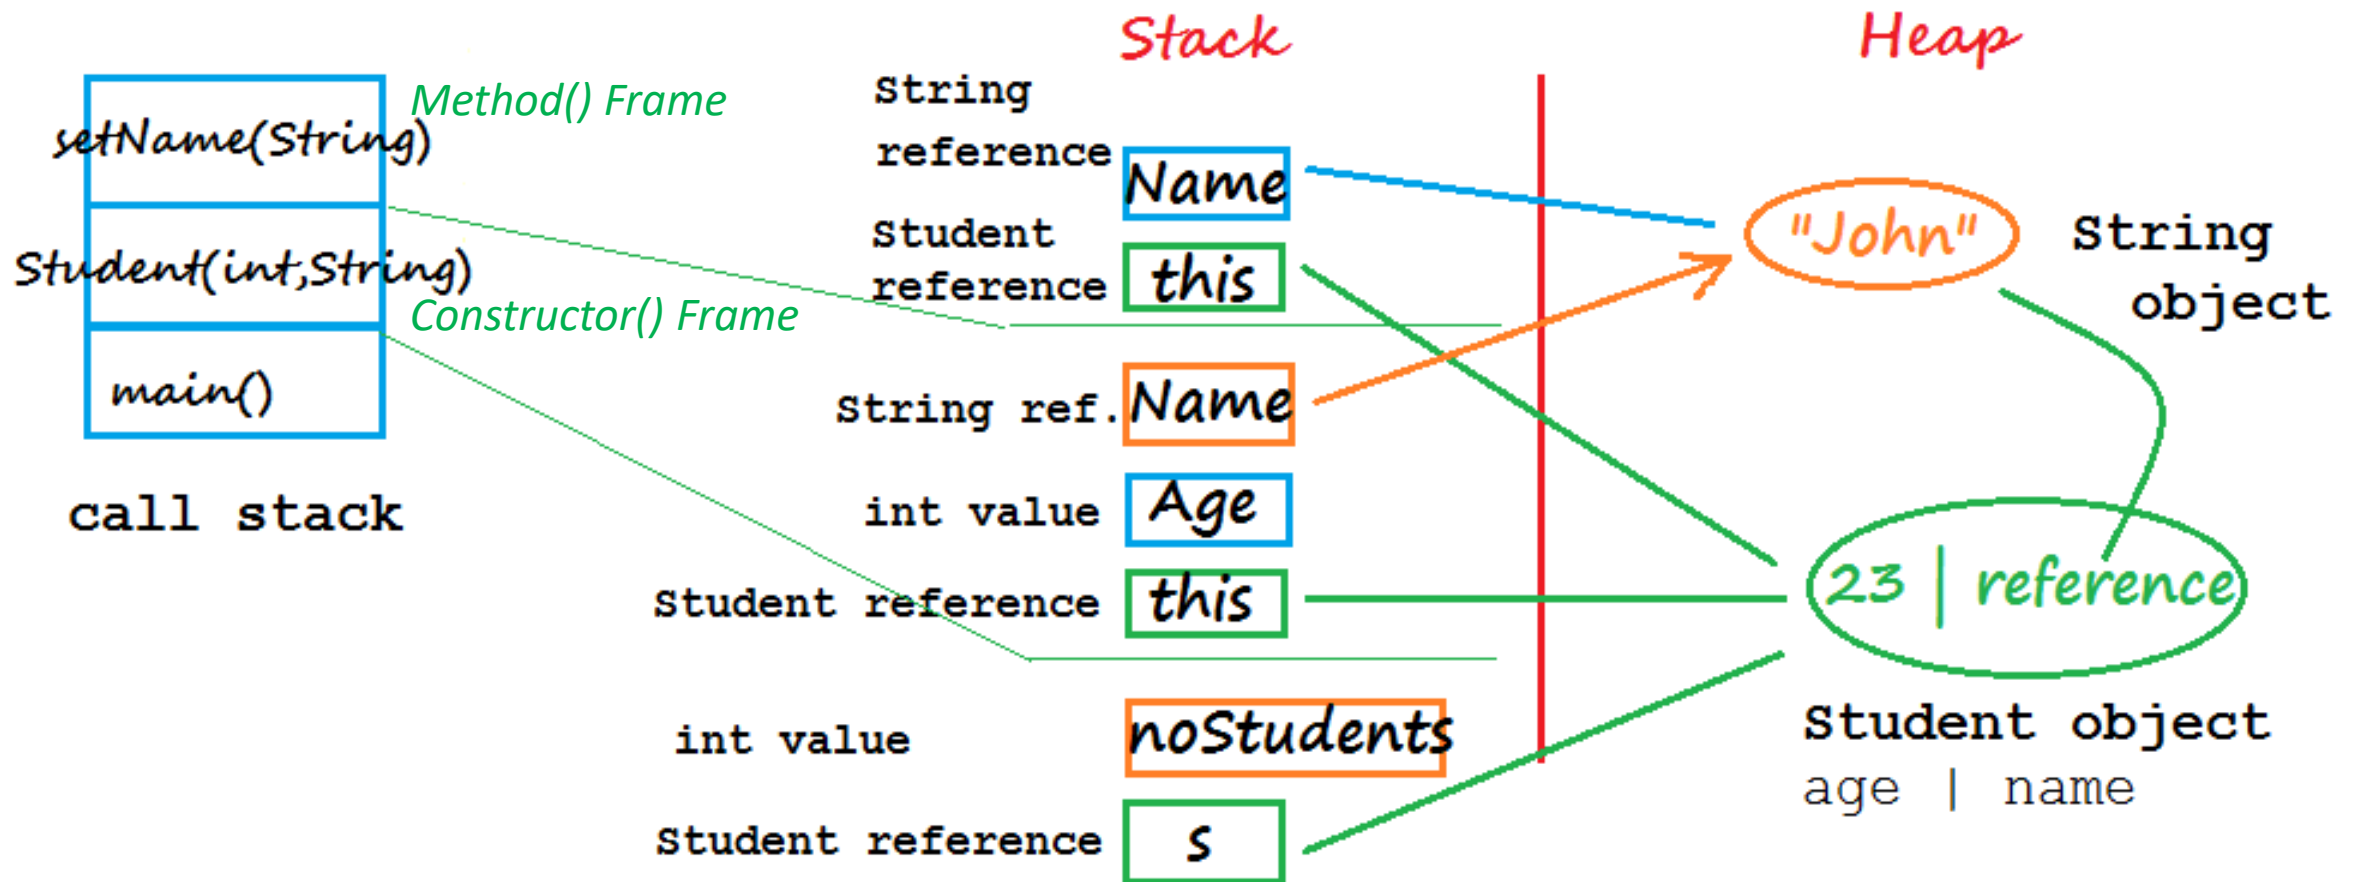 Stack
Heap
setName(String)
Method() Frame
Student(int,String)
Constructor() Frame
main()
call stack
String
reference
Name
Student
reference
this
String ref.
Name
int value
Age
Student reference
this
int value
noStudents
Student reference
s
"John"
String
object
23 | reference
Student object
age | name